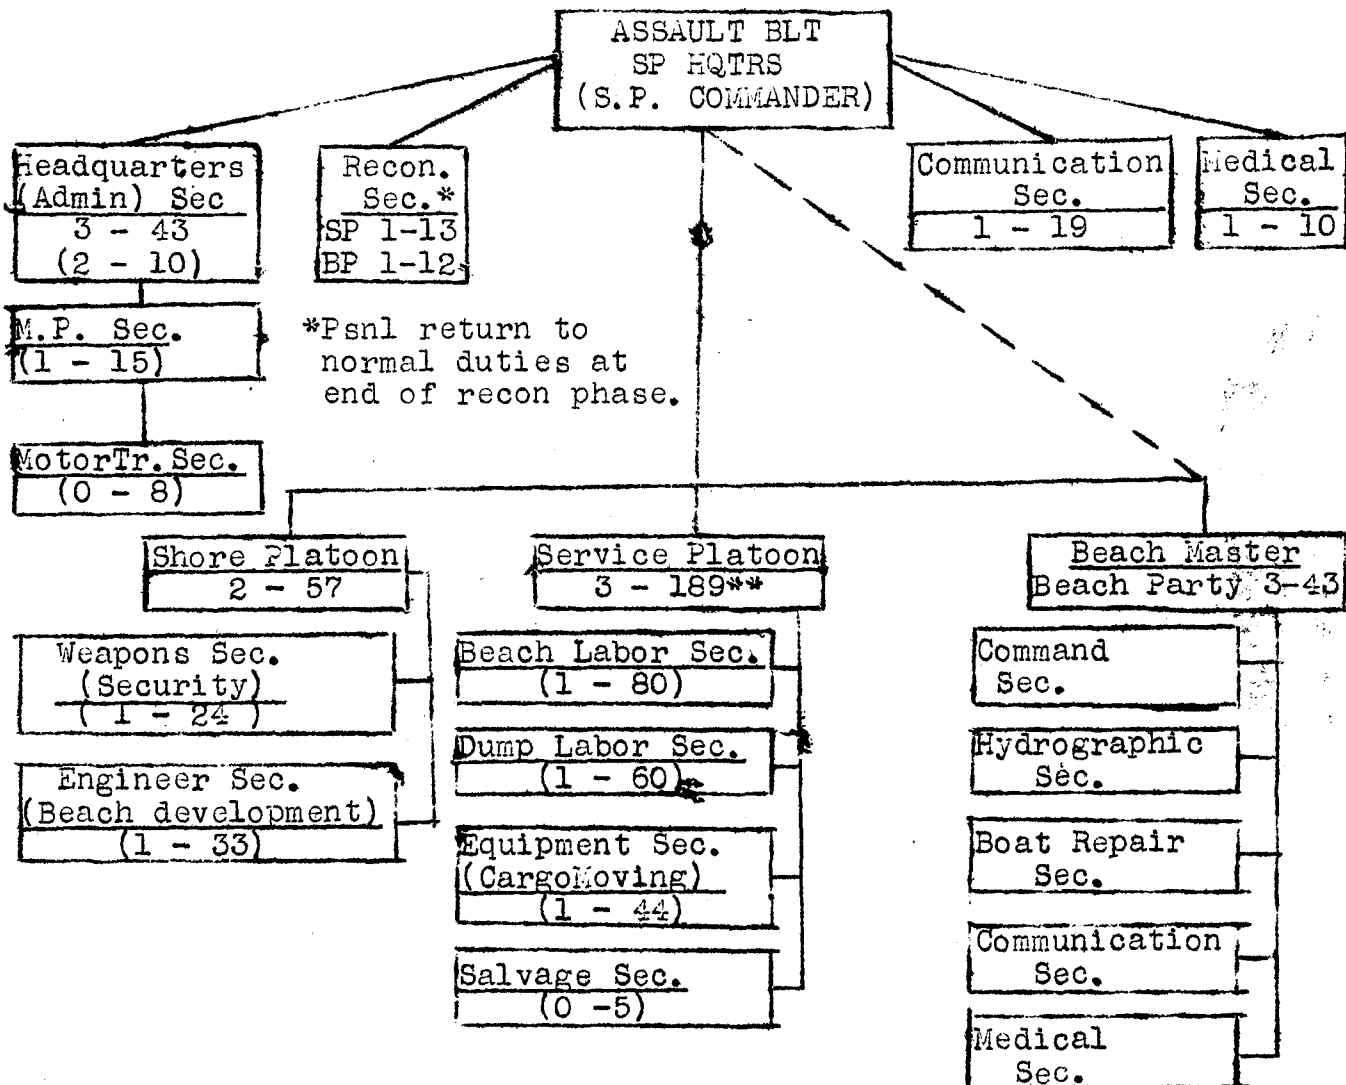 ASSAULT BLT
SP HQTRS
(S.P. COMMANDER)
Headquarters
(Admin) Sec
3 - 43
(2 - 10)
Recon.
Sec.*
SP 1-13
BP 1-12
Communication
Sec.
1 - 19
Medical
Sec.
1 - 10
M.P. Sec.
(1 - 15)
*Psnl return to
normal duties at
end of recon phase.
MotorTr.Sec.
(0 - 8)
Shore Platoon
2 - 57
Service Platoon
3 - 189**
Beach Master
Beach Party 3-43
Weapons Sec.
(Security)
( 1 - 24 )
Engineer Sec.
(Beach development)
(1 - 33)
Beach Labor Sec.
(1 - 80)
Dump Labor Sec.
(1 - 60)
Equipment Sec.
(CargoMoving)
(1 - 44)
Salvage Sec.
(0 -5)
Command
Sec.
Hydrographic
Sec.
Boat Repair
Sec.
Communication
Sec.
Medical
Sec.